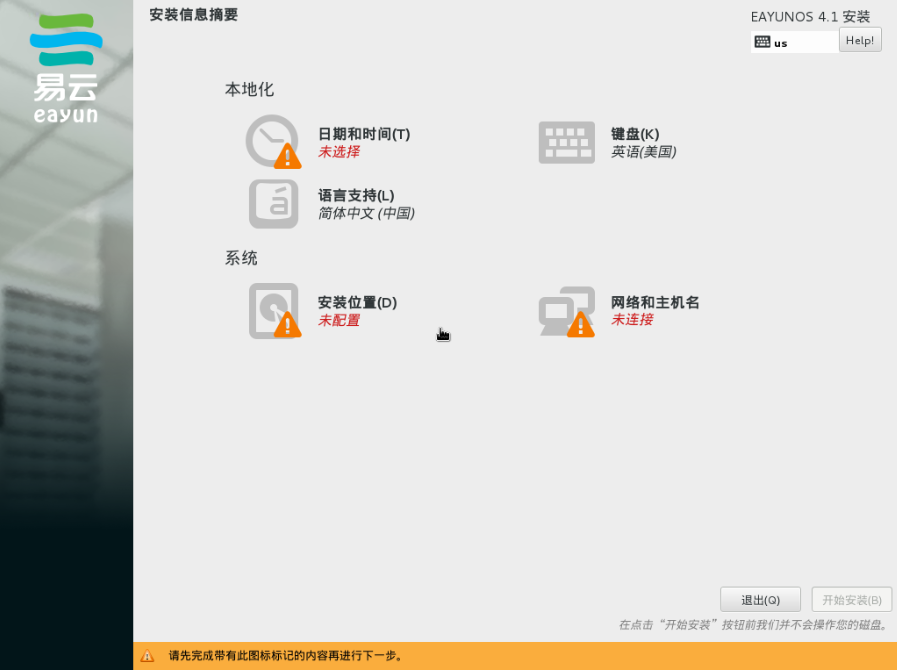 易云
eayun
安装信息摘要
EAYUNOS 4.1 安装
us
Help!
本地化
日期和时间(T)
未选择
键盘(K)
英语(美国)
á
语言支持(L)
简体中文 (中国)
系统
安装位置(D)
未配置
网络和主机名
未连接
退出(Q)
开始安装(B)
在点击“开始安装”按钮前我们并不会操作您的磁盘。
请先完成带有此图标标记的内容再进行下一步。